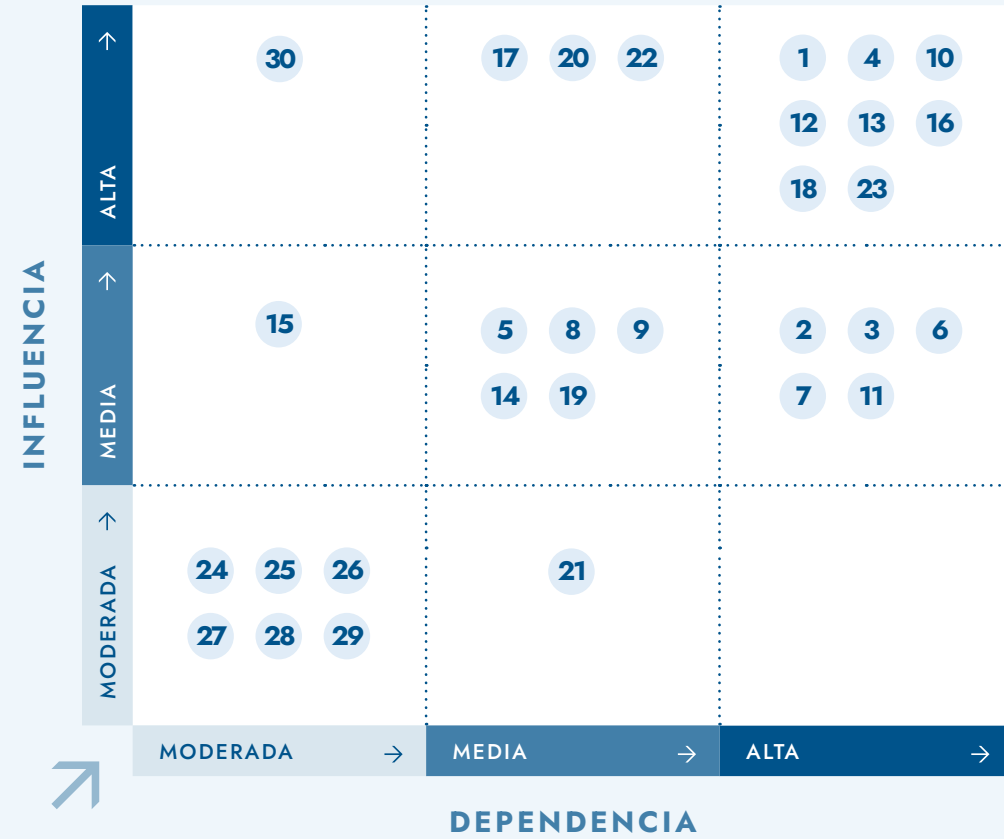 INFLUENCIA
ALTA
30
17 20 22
1 4 10
12 13 16
18 23
MEDIA
15
5 8 9
14 19
2 3 6
7 11
MODERADA
24 25 26
27 28 29
21
MODERADA
MEDIA
ALTA
DEPENDENCIA